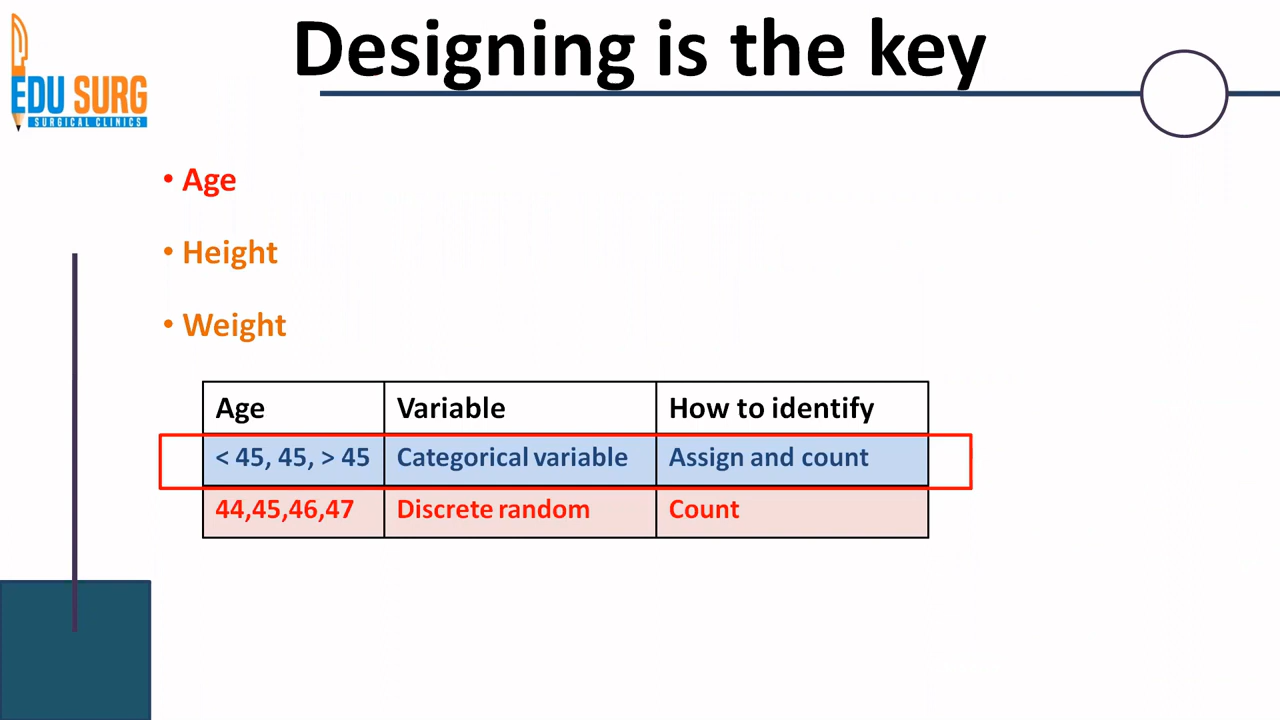 Designing is the key
EDU SURG
SURGICAL CLINICS
• Age
• Height
• Weight
Age Variable How to identify
< 45, 45, > 45 Categorical variable Assign and count
44,45,46,47 Discrete random Count